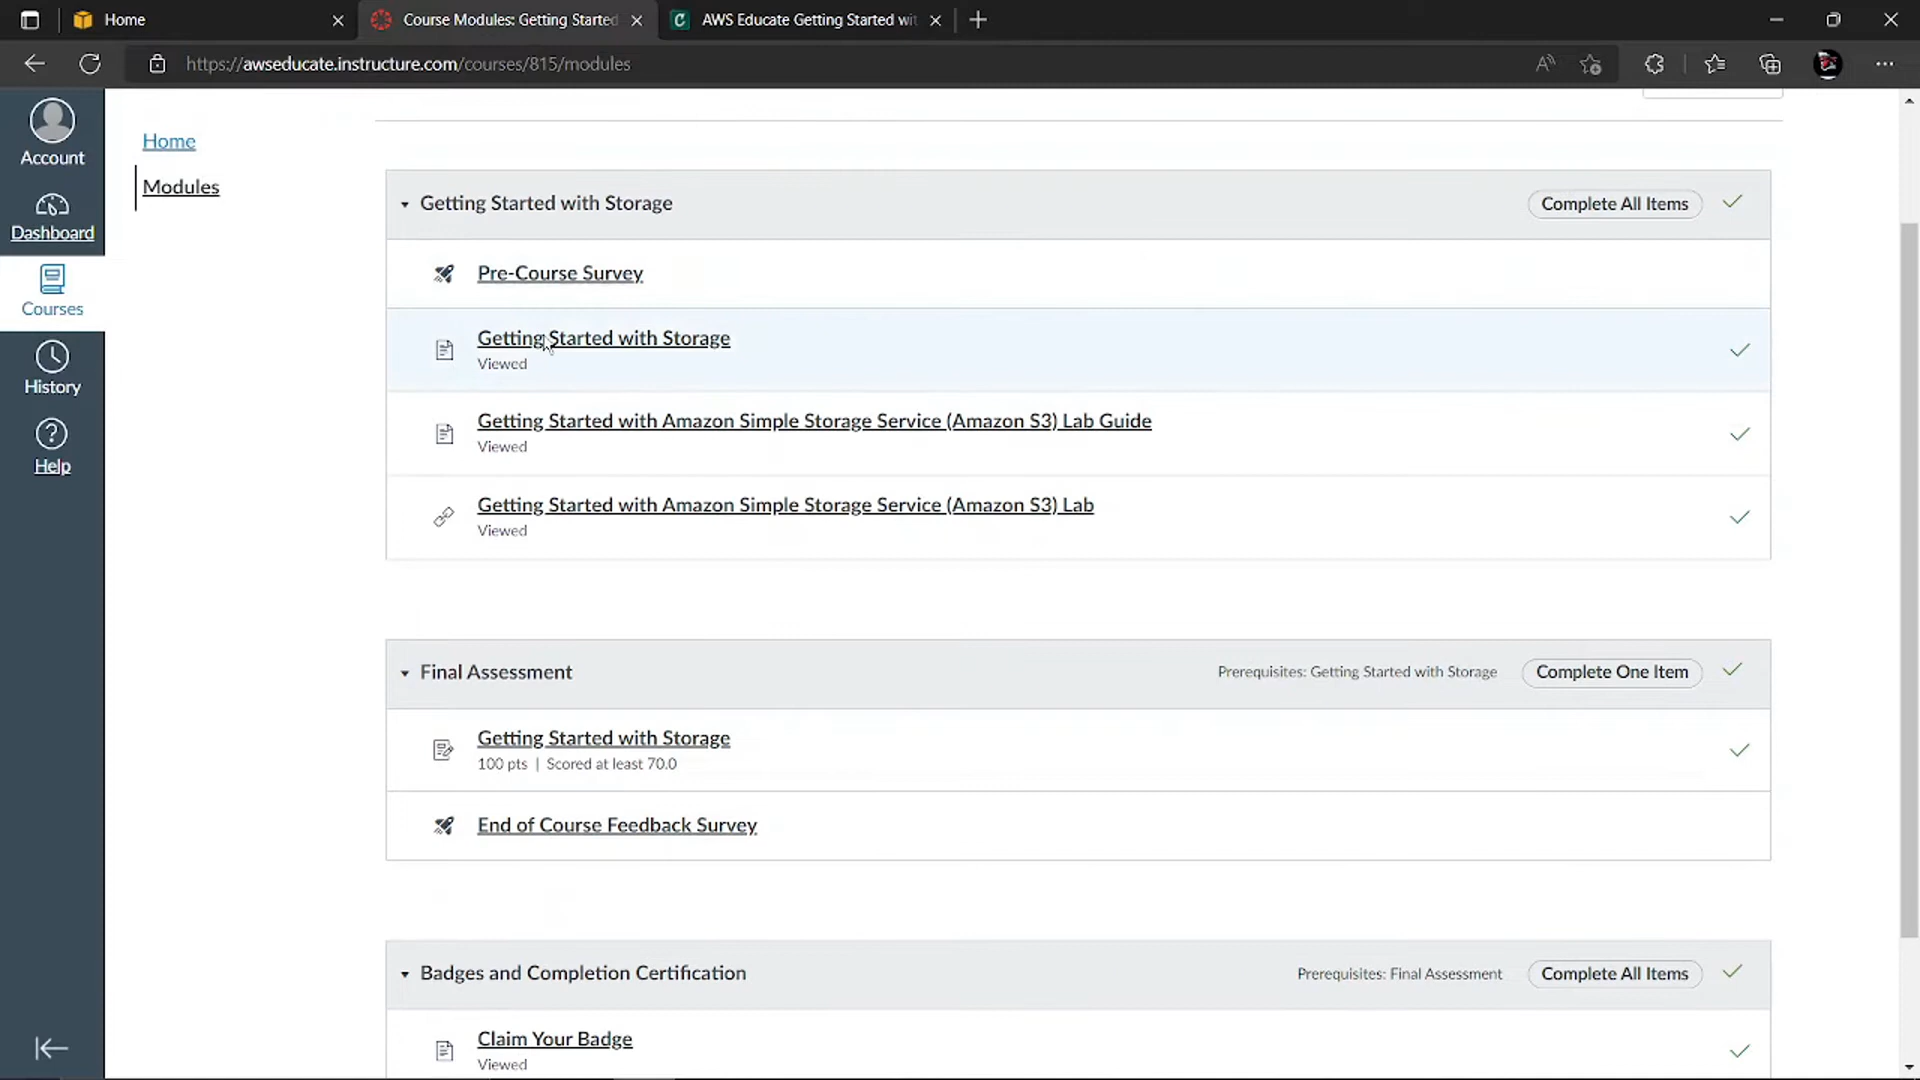 Home
Course Modules: Getting Started
AWS Educate Getting Started wit
https://awseducate.instructure.com/courses/815/modules
Account
Dashboard
Courses
History
Help
Home
Modules
Getting Started with Storage
Complete All Items
Pre-Course Survey
Getting Started with Storage
Viewed
Getting Started with Amazon Simple Storage Service (Amazon S3) Lab Guide
Viewed
Getting Started with Amazon Simple Storage Service (Amazon S3) Lab
Viewed
Final Assessment
Prerequisites: Getting Started with Storage
Complete One Item
Getting Started with Storage
100 pts | Scored at least 70.0
End of Course Feedback Survey
Badges and Completion Certification
Prerequisites: Final Assessment
Complete All Items
Claim Your Badge
Viewed